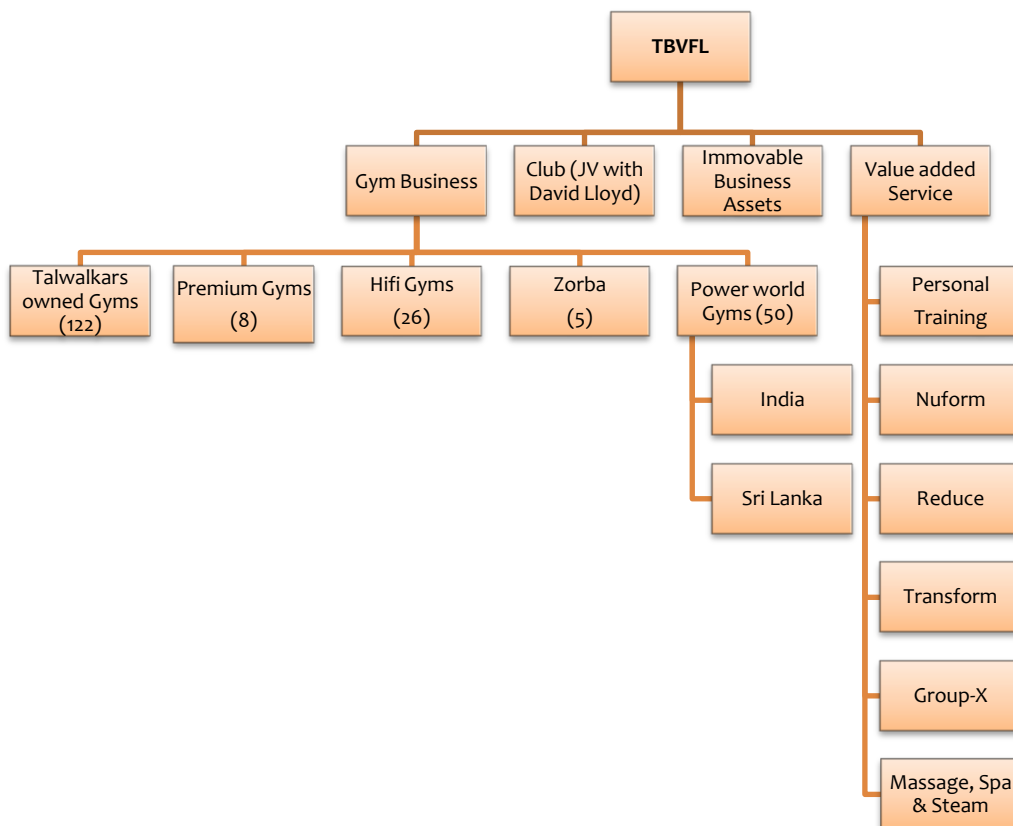 TBVFL
Gym Business
Club (JV with
David Lloyd)
Immovable
Business
Assets
Value added
Service
Talwalkars
owned Gyms
(122)
Premium Gyms
(8)
Hifi Gyms
(26)
Zorba
(5)
Power world
Gyms (50)
India
Sri Lanka
Personal
Training
Nuform
Reduce
Transform
Group-X
Massage, Spa
& Steam